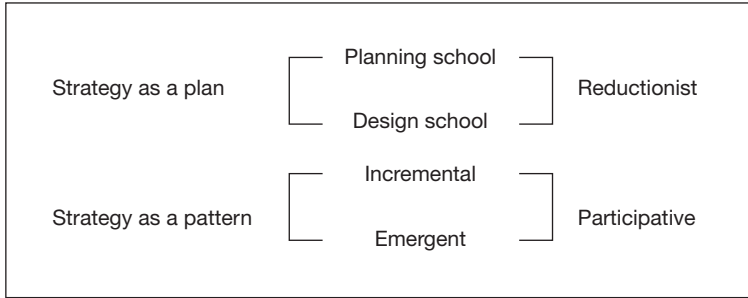 Planning school
Strategy as a plan
Reductionist
Design school
Incremental
Strategy as a pattern
Participative
Emergent